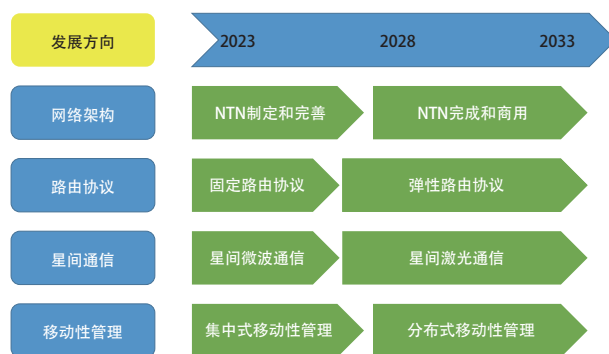 发展方向 2023 2028 2033
网络架构 NTN制定和完善 NTN完成和商用
路由协议 固定路由协议 弹性路由协议
星间通信 星间微波通信 星间激光通信
移动性管理 集中式移动性管理 分布式移动性管理